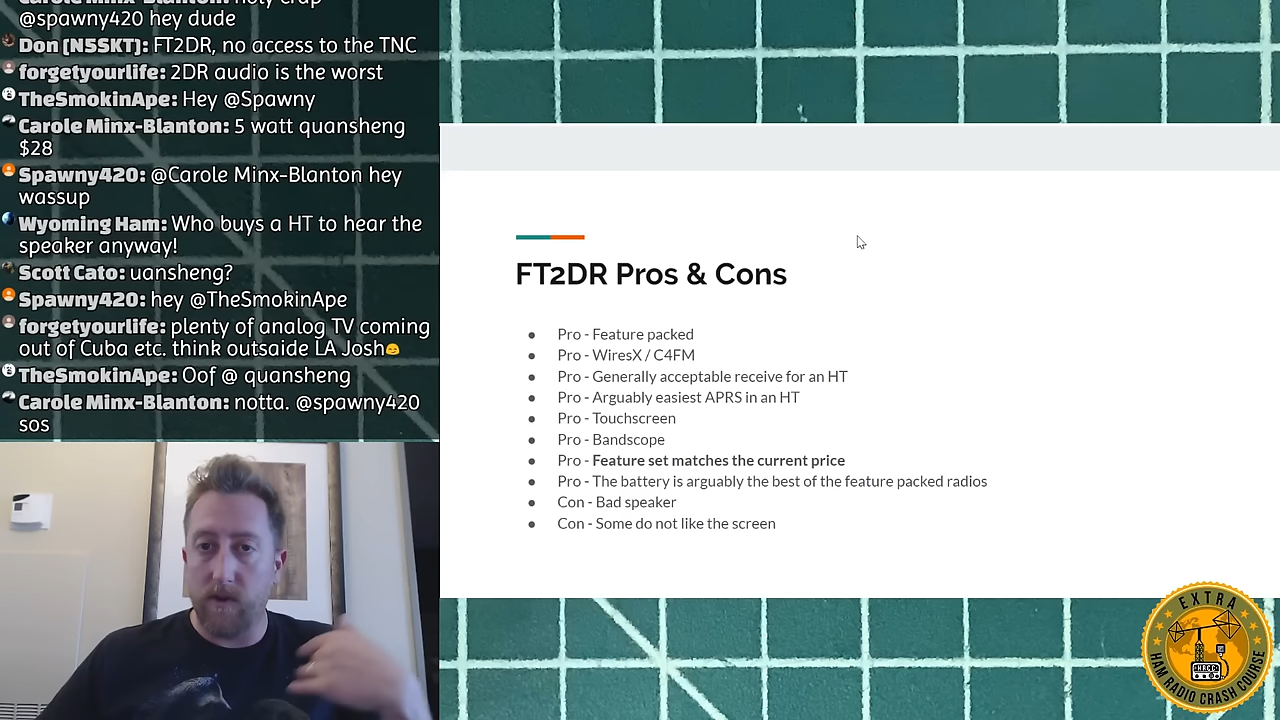 Carole Minx-Blanton: holy crap
@spawny420 hey dude
Don (N5SKT): FT2DR, no access to the TNC
forgetyourlife: 2DR audio is the worst
TheSmokinApe: Hey @Spawny
Carole Minx-Blanton: 5 watt quansheng
$28
Spawny420: @Carole Minx-Blanton hey
wassup
Wyoming Ham: Who buys a HT to hear the
speaker anyway!
Scott Cato: uansheng?
Spawny420: hey @TheSmokinApe
forgetyourlife: plenty of analog TV coming
out of Cuba etc. think outsaide LA Josh😊
TheSmokinApe: Oof @ quansheng
Carole Minx-Blanton: notta. @spawny420
sos
FT2DR Pros & Cons
● Pro - Feature packed
● Pro - WiresX / C4FM
● Pro - Generally acceptable receive for an HT
● Pro - Arguably easiest APRS in an HT
● Pro - Touchscreen
● Pro - Bandscope
● Pro - Feature set matches the current price
● Pro - The battery is arguably the best of the feature packed radios
● Con - Bad speaker
● Con - Some do not like the screen
EXTRA
HRCC
HAM RADIO CRASH COURSE